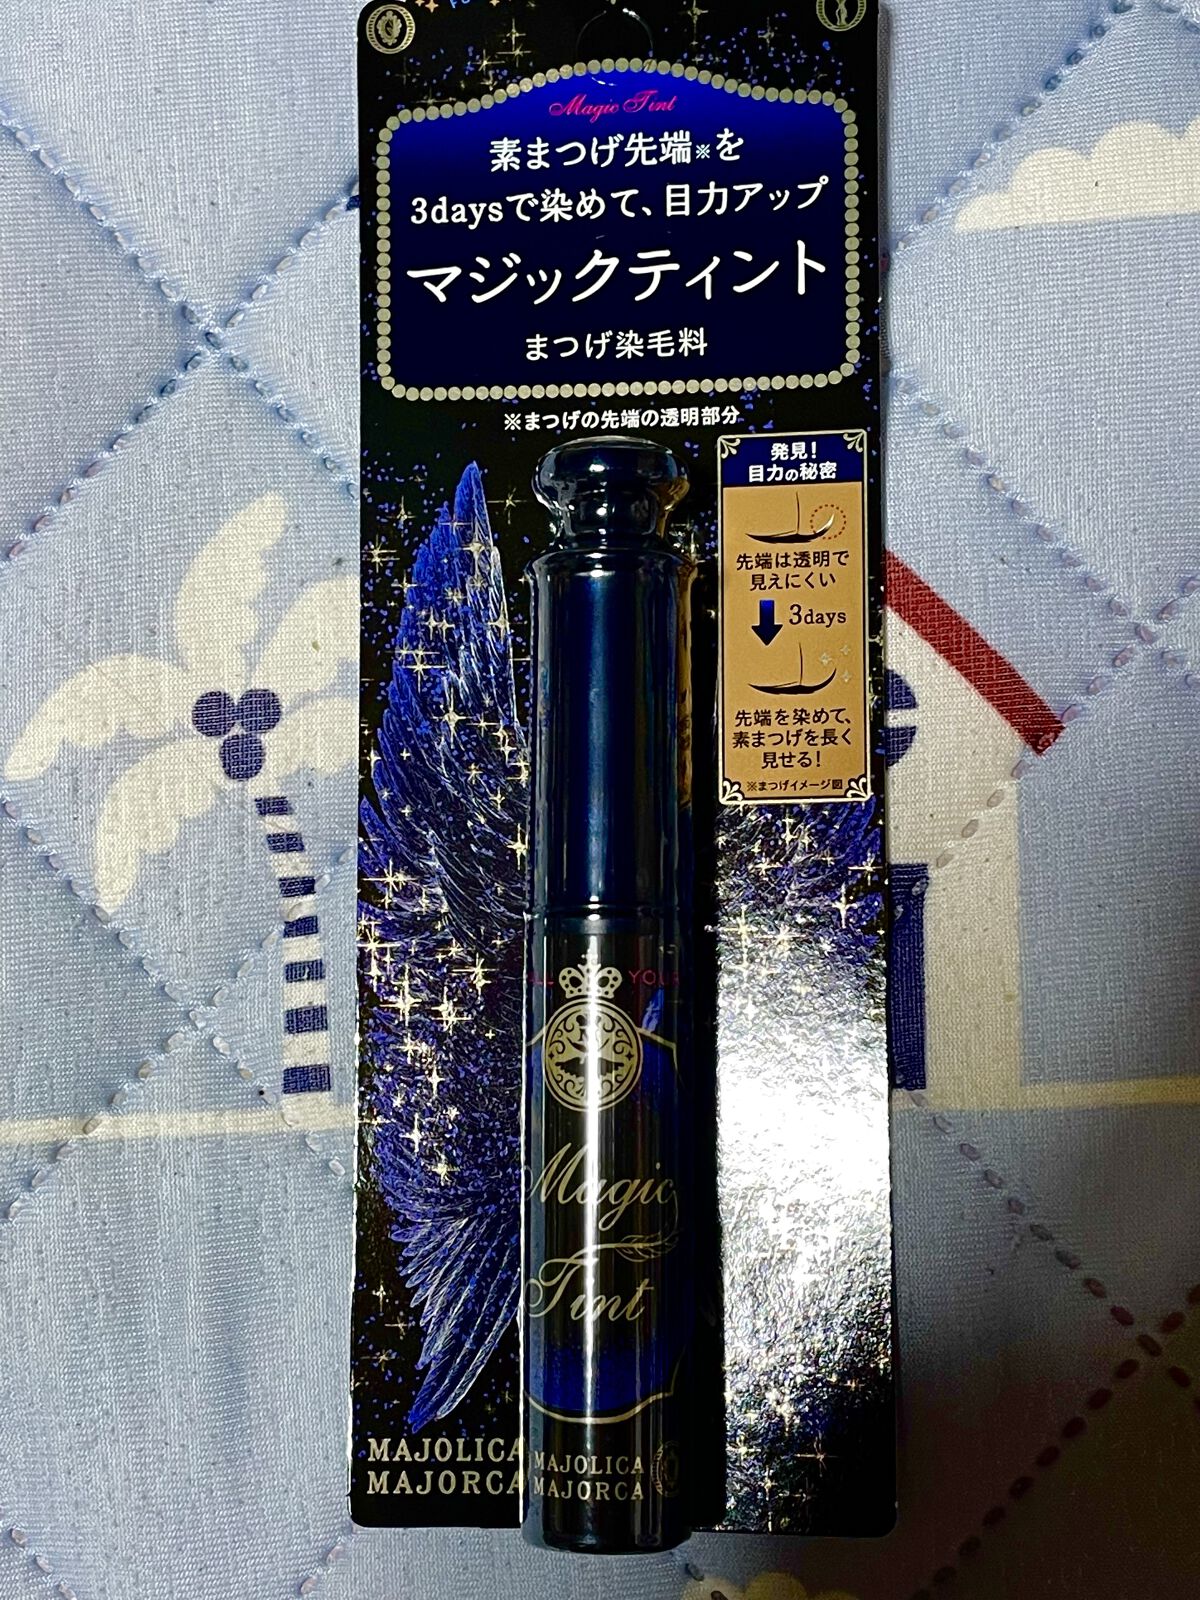 Magic Tint
素まつげ先端※を
3daysで染めて、目力アップ
マジックティント
まつげ染毛料
※まつげの先端の透明部分
発見!
目力の秘密
先端は透明で
見えにくい
3days
先端を染めて、
素まつげを長く
見せる!
※まつげイメージ図
YOUR
Magic
Tint
MAJOLICA
MAJORCA
MAJOLICA
MAJORCA